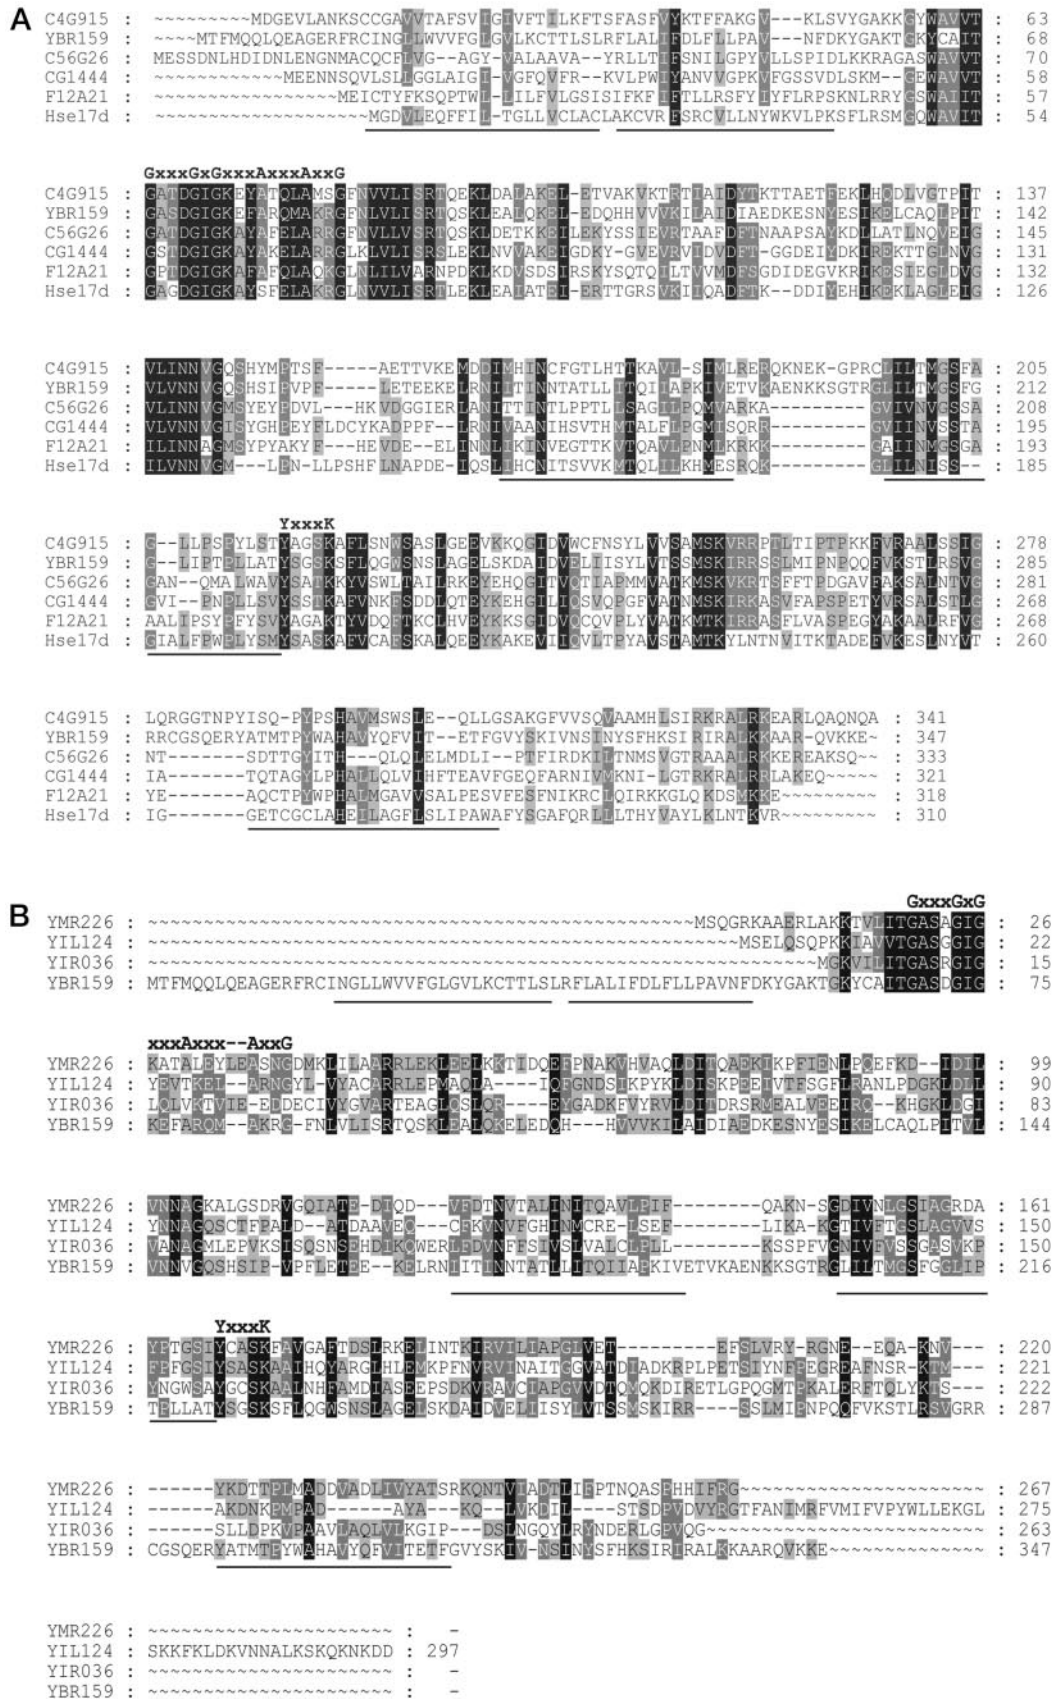 A
C4G915 : ~~~~~~~~~MDGEVLANKSCCGAVVTAFSVIGIVFTILKFTSFASFVYKTFFAKGV---KLSVYGAKKGYWAVVT : 63
YBR159 : ~~~~MTFMQQLQEAGERFRCINGLLWVVFGLGVLKCTTLSLRFLALIFDLFLLPAV---NFDKYGAKTGKYCAIT : 68
C56G26 : MESSDNLHDIDNLENGNMACQCFLVG--AGY-VALAAVA--YRLLTIFSNILGPYVLLSPIDLKKRAGASWAVVT : 70
CG1444 : ~~~~~~~~~~~~MEENNSQVLSLLGGLAIGI-VGFQVFR--KVLPWIYANVVGPKVFGSSVDLSKM--GEWAVVT : 58
F12A21 : ~~~~~~~~~~~~~~~~~MEICTYFKSQPTWL-LILFVLGSISIFKFIFTLLRSFYIYFLRPSKNLRRYGSWAIIT : 57
Hse17d : ~~~~~~~~~~~~~~~~~~MGDVLEQFFIL-TGLLVCLACLAKCVRFSRCVLLNYWKVLPKSFLRSMGQWAVIT : 54
GxxxGxGxxxAxxxAxxG
C4G915 : GATDGIGKEYATQLAMSGFNVVLISRTQEKLDALAKEL-ETVAKVKTRTIAIDYTKTTAETFEKLHQDLVGTPIT : 137
YBR159 : GASDGIGKEFARQMAKRGFNLVLISRTQSKLEALQKEL-EDQHHVVVKILAIDIAEDKESNYESIKELCAQLPIT : 142
C56G26 : GATDGIGKAYAFELARRGFNVLLVSRTQSKLDETKKEILEKYSSIEVRTAAFDFTNAAPSAYKDLLATLNQVEIG : 145
CG1444 : GSTDGIGKAYAKELARRGLKLVLISRSLEKLNVVAKEIGDKY-GVEVRVIDVDFT-GGDEIYDKIREKTTGLNVG : 131
F12A21 : GPTDGIGKAFAFQLAQKGLNLILVARNPDKLKDVSDSIRSKYSQTQILTVVMDFSGDIDEGVKRIKESIEGLDVG : 132
Hse17d : GAGDGIGKAYSFELAKRGLNVVLISRTLEKLEALATEI-ERTTGRSVKIIQADFTK--DDIYEHIKEKLAGLEIG : 126
C4G915 : VLINNVGQSHYMPTSF-----AETTVKEMDDIMHINCFGTLHTTKAVL-SIMLRERQKNEK-GPRCLILTMGSFA : 205
YBR159 : VLVNNVGQSHSIPVPF-----LETEEKELRNIITINNTATLLITQIIAPKIVETVKAENKKSGTRGLILTMGSFG : 212
C56G26 : VLINNVGMSYEYPDVL---HKVDGGIERLANITTINTLPPTLLSAGILPQMVARKA---------GVIVNVGSSA : 208
CG1444 : VLVNNVGISYGHPEYFLDCYKADPPF--LRNIVAANIHSVTHMTALFLPGMISQRR---------GVIINVSSTA : 195
F12A21 : ILINNAGMSYPYAKYF---HEVDE--ELINNLIKINVEGTTKVTQAVLPNMLKRKK---------GAIINMGSGA : 193
Hse17d : ILVNNVGM---LPN-LLPSHFLNAPDE-IQSLIHCNITSVVKMTQLILKHMESRQK---------GLILNISS-- : 185
YxxxK
C4G915 : G--LLPSPYLSTYAGSKAFLSNWSASLGEEVKKQGIDVWCFNSYLVVSAMSKVRRPTLTIPTPKKFVRAALSSIG : 278
YBR159 : G--LIPTPLLATYSGSKSFLQGWSNSLAGELSKDAIDVELIISYLVTSSMSKIRRSSLMIPNPQQFVKSTLRSVG : 285
C56G26 : GAN--QMALWAVYSATKKYVSWLTAILRKEYEHQGITVQTIAPMMVATKMSKVKRTSFFTPDGAVFAKSALNTVG : 281
CG1444 : GVI--PNPLLSVYSSTKAFVNKFSDDLQTEYKEHGILIQSVQPGFVATNMSKIRKASVFAPSPETYVRSALSTLG : 268
F12A21 : AALIPSYPFYSVYAGAKTYVDQFTKCLHVEYKKSGIDVQCQVPLYVATKMTKIRRASFLVASPEGYAKAALRFVG : 268
Hse17d : GIALFPWPLYSMYSASKAFVCAFSKALQEEYKAKEVIIQVLTPYAVSTAMTKYLNTNVITKTADEFVKESLNYVT : 260
C4G915 : LQRGGTNPYISQ-PYPSHAVMSWSLE--QLLGSAKGFVVSQVAAMHLSIRKRALRKEARLQAQNQA : 341
YBR159 : RRCGSQERYATMTPYWAHAVYQFVIT--ETFGVYSKIVNSINYSFHKSIRIRALKKAAR-QVKKE~ : 347
C56G26 : NT------SDTTGYITH---QLQLELMDLI--PTFIRDKILTNMSVGTRAAALRKKEREAKSQ~~ : 333
CG1444 : IA------TQTAGYLPHALLQLVIHFTEAVFGEQFARNIVMKNI-LGTRKRALRRLAKEQ~~~~~ : 321
F12A21 : YE------AQCTPYWPHALMGAVVSALPESVFESFNIKRCLQIRKKGLQKDSMKKE~~~~~~~~~ : 318
Hse17d : IG------GETCGCLAHEILAGFLSLIPAWAFYSGAFQRLLLTHYVAYLKLNTKVR~~~~~~~~~ : 310
B
GxxxGxG
YMR226 : ~~~~~~~~~~~~~~~~~~~~~~~~~~~~~~~~~~~~~~~~~~~~~~~~~MSQGRKAAERLAKKTVLITGASAGIG : 26
YIL124 : ~~~~~~~~~~~~~~~~~~~~~~~~~~~~~~~~~~~~~~~~~~~~~~~~~~~~~MSELQSQPKKIAVVTGASGGIG : 22
YIR036 : ~~~~~~~~~~~~~~~~~~~~~~~~~~~~~~~~~~~~~~~~~~~~~~~~~~~~~~~~~~~~MGKVILITGASRGIG : 15
YBR159 : MTFMQQLQEAGERFRCINGLLWVVFGLGVLKCTTLSLRFLALIFDLFLLPAVNFDKYGAKTGKYCAITGASDGIG : 75
xxxAxxx--AxxG
YMR226 : KATALEYLEASNGDMKLILAARRLEKLEELKKTIDQEFPNAKVHVAQLDITQAEKIKPFIENLPQEFKD--IDIL : 99
YIL124 : YEVTKEL--ARNGYL-VYACARRLEPMAQLA----IQFGNDSIKPYKLDISKPEEIVTFSGFLRANLPDGKLDLL : 90
YIR036 : LQLVKTVIE-EDDECIVYGVARTEAGLQSLQR----EYGADKFVYRVLDITDRSRMEALVEEIRQ--KHGKLDGI : 83
YBR159 : KEFARQM--AKRG-FNLVLISRTQSKLEALQKELEDQH---HVVVKILAIDIAEDKESNYESIKELCAQLPITVL : 144
YMR226 : VNNAGKALGSDRVGQIATE-DIQD---VFDTNVTALINITQAVLPIF--------QAKN-SGDIVNLGSIAGRDA : 161
YIL124 : YNNAGQSCTFPALD--ATDAAVEQ---CFKVNVFGHINMCRE-LSEF--------LIKA-KGTIVFTGSLAGVVS : 150
YIR036 : VANAGMLEPVKSISQSNSEHDIKQWERLFDVNFFSIVSLVALCLPLL--------KSSPFVGNIVFVSSGASVKP : 150
YBR159 : VNNVGQSHSIP-VPFLETEE--KELRNIITINNTATLLITQIIAPKIVETVKAENKKSGTRGLILTMGSFGGLIP : 216
YxxxK
YMR226 : YPTGSIYCASKFAVGAFTDSLRKELINTKIRVILIAPGLVET---------EFSLVRY-RGNE--EQA-KNV--- : 220
YIL124 : FPFGSIYSASKAAIHQYARGLHLEMKPFNVRVINAITGGVATDIADKRPLPETSIYNFPEGREAFNSR-KTM--- : 221
YIR036 : YNGWSAYGCSKAALNHFAMDIASEEPSDKVRAVCIAPGVVDTQMQKDIRETLGPQGMTPKALERFTQLYKTS--- : 222
YBR159 : TPLLATYSGSKSFLQGWSNSLAGELSKDAIDVELIISYLVTSSMSKIRR----SSLMIPNPQQFVKSTLRSVGRR : 287
YMR226 : ------YKDTTPLMADDVADLIVYATSRKQNTVIADTLIFPTNQASPHHIFRG~~~~~~~~~~~~~~~~~~~~~~ : 267
YIL124 : ------AKDNKPMPAD-------AYA---KQ--LVKDIL----TSDPVDVYRGTFANIMRFVMIFVPYWLLEKGL : 275
YIR036 : ------SLLDPKVPAAVLAQLVLKGIP---DSLNGQYLRYNDERLGPVQG~~~~~~~~~~~~~~~~~~~~~~~~~ : 263
YBR159 : CGSQERYATMTPYWAHAVYQFVITETFGVYSKIV-NSINYSFHKSIRIRALKKAARQVKKE~~~~~~~~~~~~~~ : 347
YMR226 : ~~~~~~~~~~~~~~~~~~~~~~ : -
YIL124 : SKKFKLDKVNNALKSKQKNKDD : 297
YIR036 : ~~~~~~~~~~~~~~~~~~~~~~ : -
YBR159 : ~~~~~~~~~~~~~~~~~~~~~~ : -